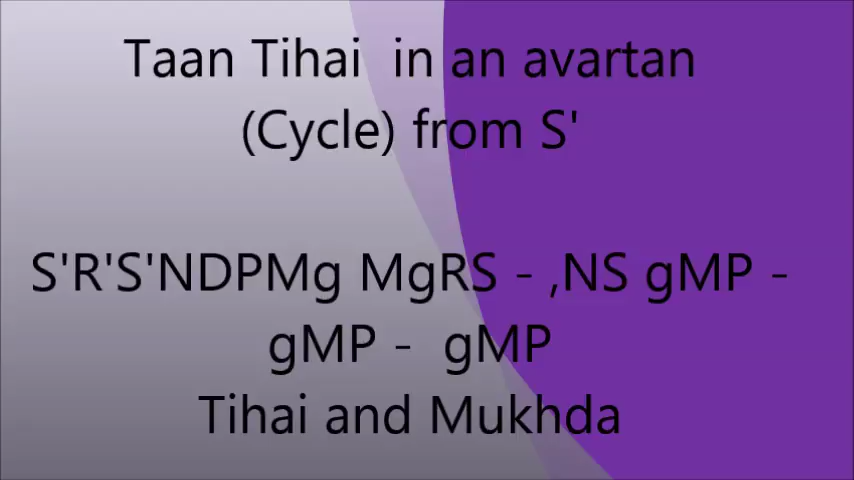 Taan Tihai in an avartan
(Cycle) from S'
S'R'S'NDPMg MgRS - ,NS gMP -
gMP - gMP
Tihai and Mukhda